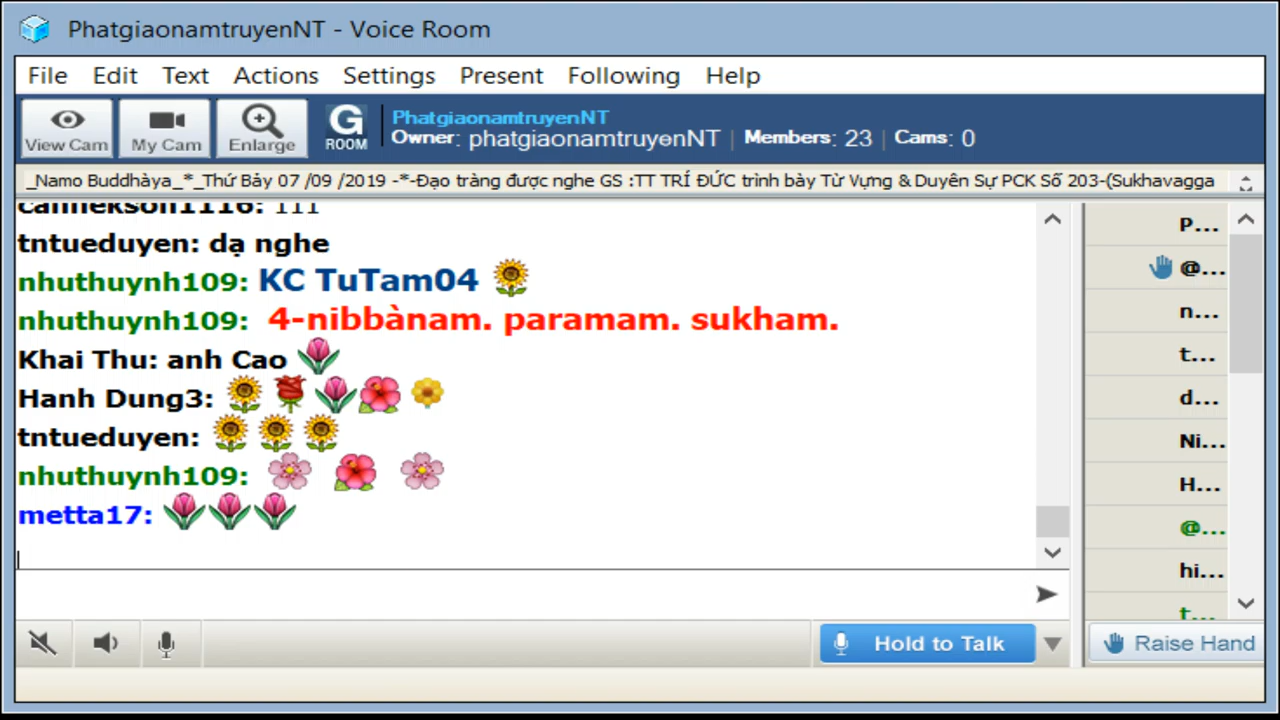 PhatgiaonamtruyenNT - Voice Room
File Edit Text Actions Settings Present Following Help
View Cam My Cam Enlarge G ROOM
PhatgiaonamtruyenNT
Owner: phatgiaonamtruyenNT | Members: 23 | Cams: 0
_Namo Buddhàya_*_Thứ Bảy 07 /09 /2019 -*-Đạo tràng được nghe GS :TT TRÍ ĐỨC trình bày Từ Vựng & Duyên Sự PCK Số 203-(Sukhavagga
tntueduyen: dạ nghe
nhuthuynh109: KC TuTam04
nhuthuynh109: 4-nibbànam. paramam. sukham.
Khai Thu: anh Cao
Hanh Dung3:
tntueduyen:
nhuthuynh109:
metta17:
P...
@...
n...
t...
d...
Ni...
H...
@...
hi...
t...
Hold to Talk
Raise Hand